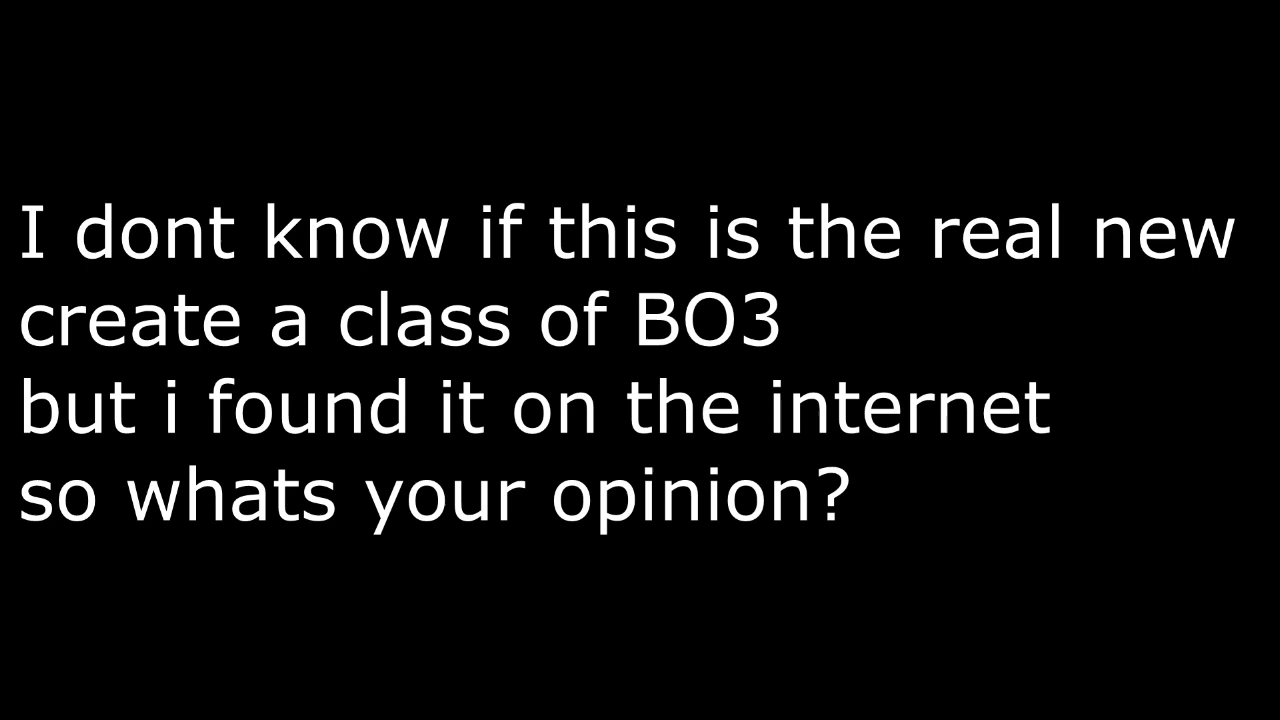 I dont know if this is the real new
create a class of BO3
but i found it on the internet
so whats your opinion?